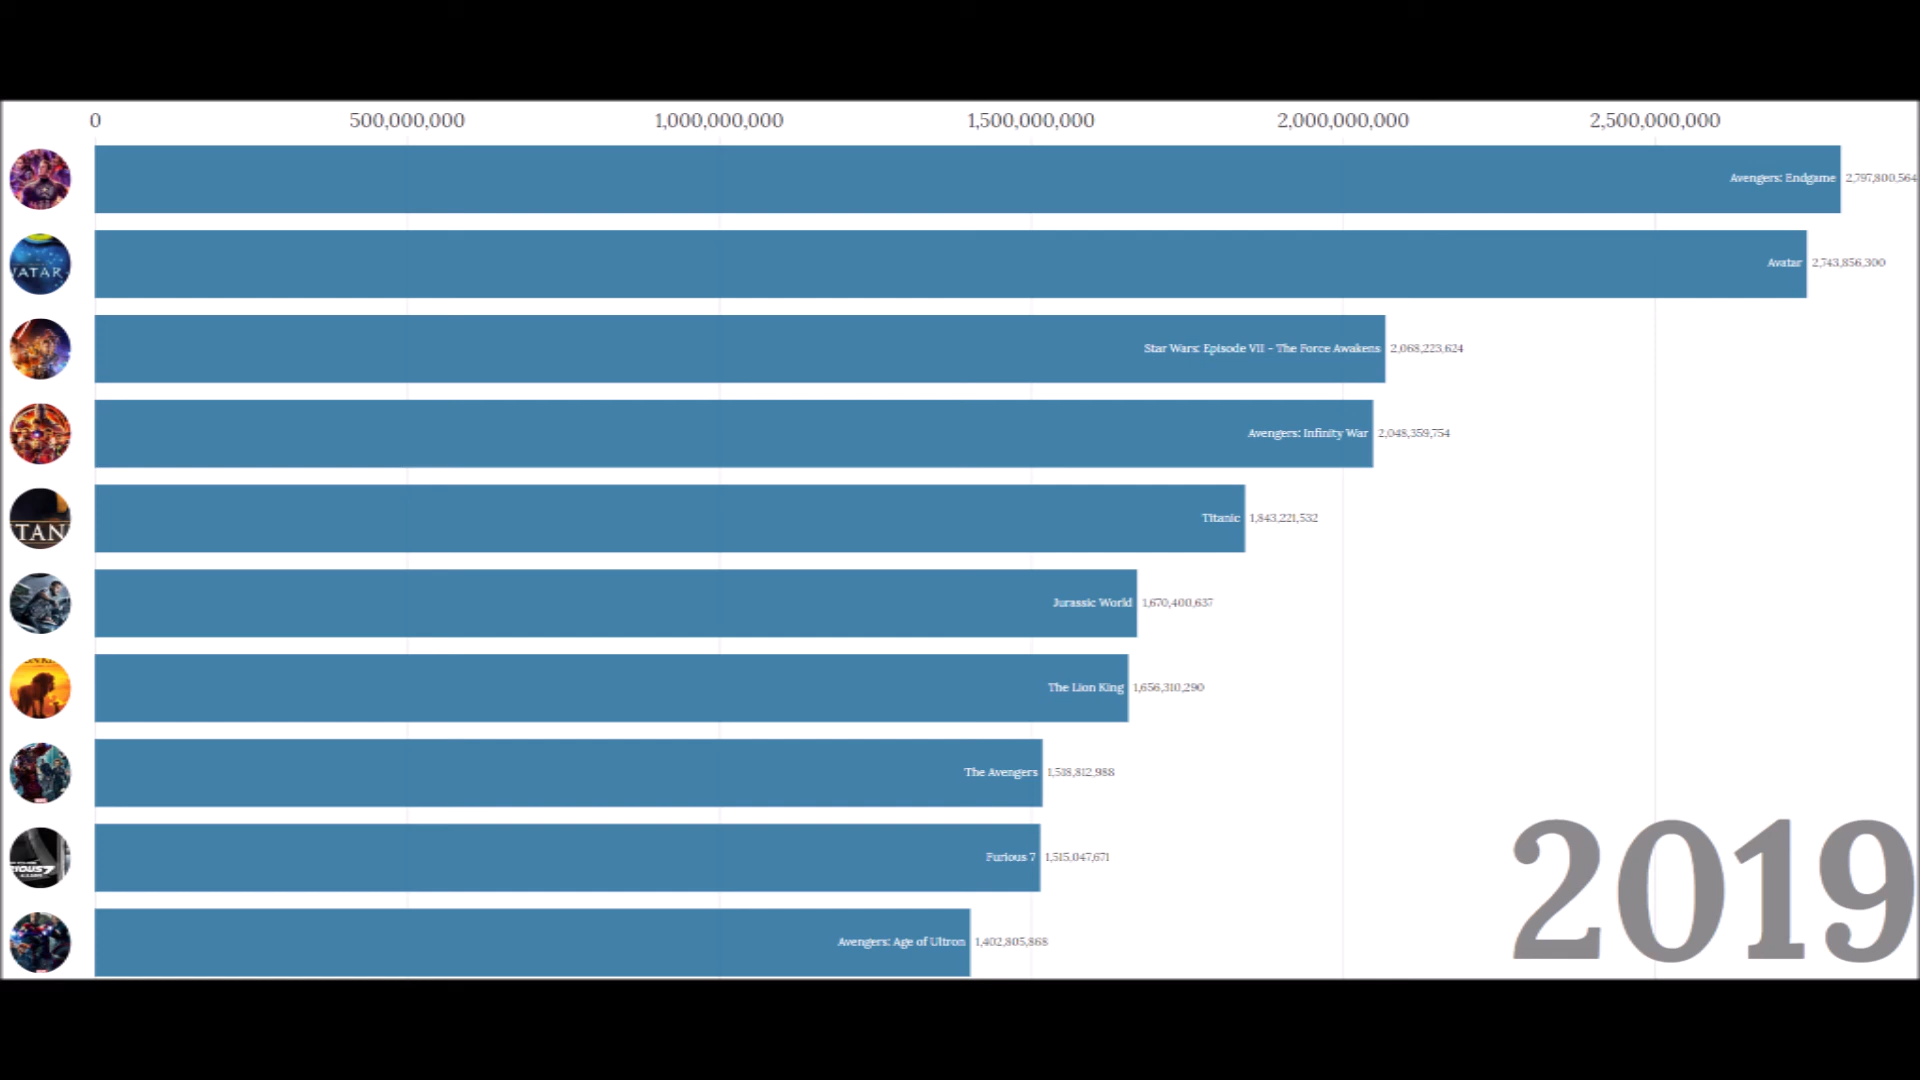 0 500,000,000 1,000,000,000 1,500,000,000 2,000,000,000 2,500,000,000
Avengers: Endgame 2,797,800,564
VATAR
Avatar 2,743,856,300
Star Wars: Episode VII - The Force Awakens 2,068,223,624
Avengers: Infinity War 2,048,359,754
TAN
Titanic 1,843,221,532
Jurassic World 1,670,400,637
The Lion King 1,656,310,290
The Avengers 1,518,812,988
RIOUS 7
Furious 7 1,515,047,671
Avengers: Age of Ultron 1,402,805,868
2019